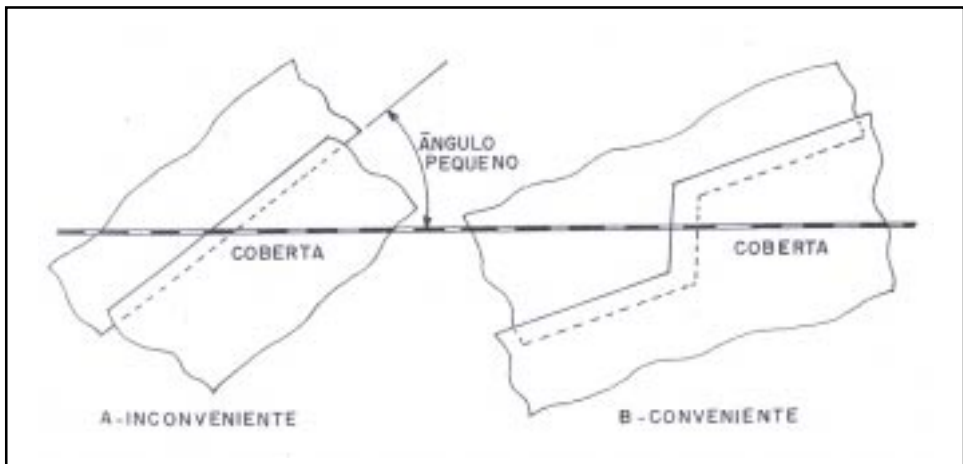 ÂNGULO
PEQUENO
COBERTA
COBERTA
A-INCONVENIENTE
B-CONVENIENTE